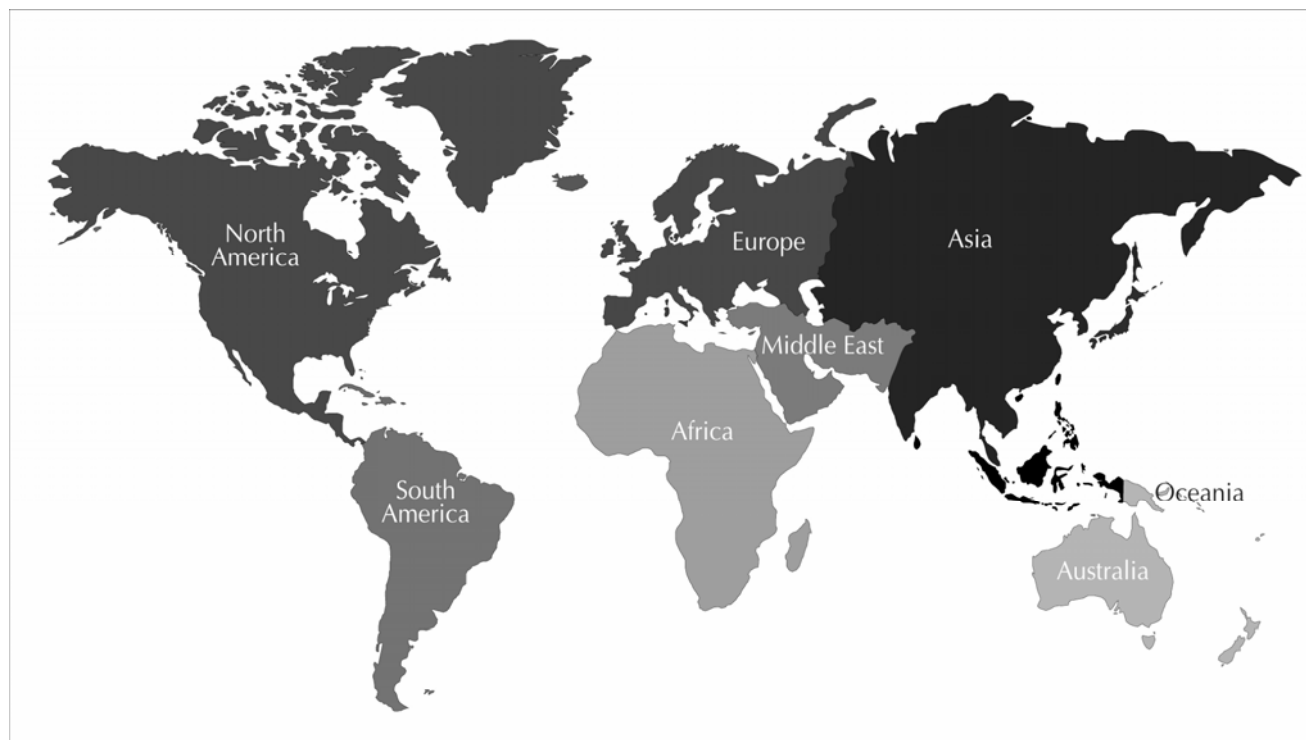 North
America
Europe
Asia
Middle East
Africa
South
America
Oceania
Australia